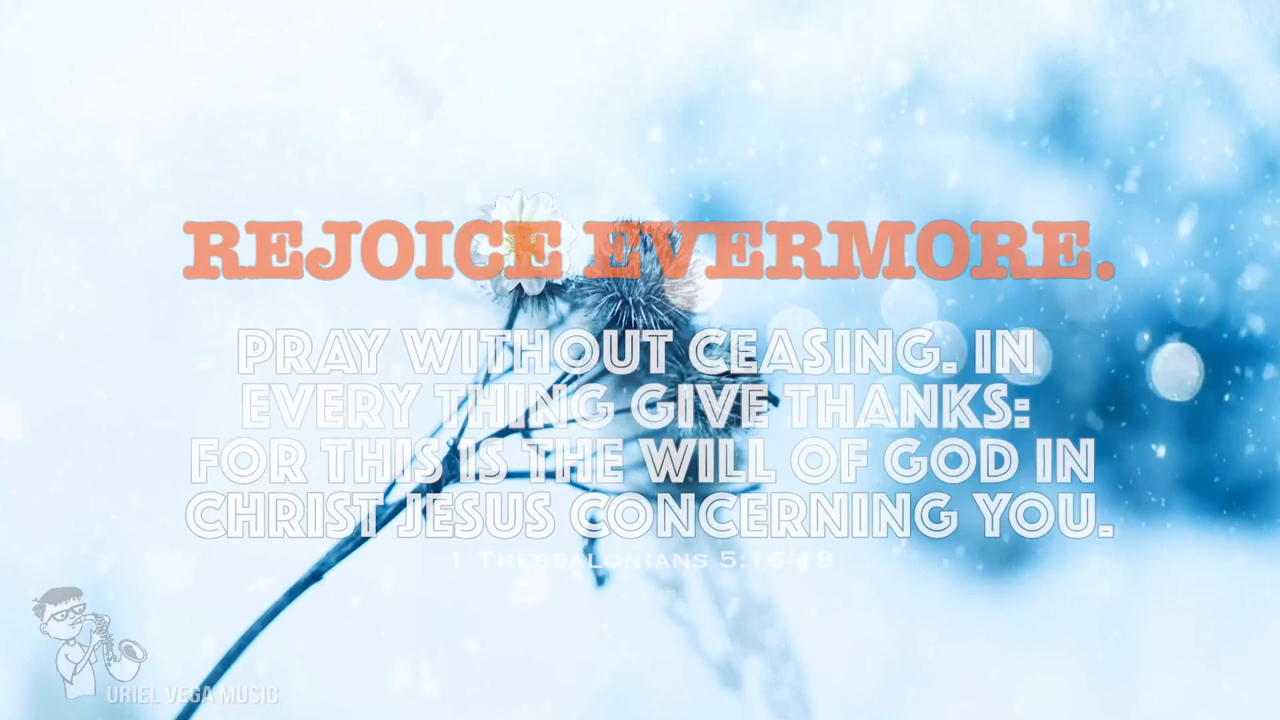 REJOICE EVERMORE.
PRAY WITHOUT CEASING. IN
EVERY THING GIVE THANKS:
FOR THIS IS THE WILL OF GOD IN
CHRIST JESUS CONCERNING YOU.
1 THESSALONIANS 5:16-18
URIEL VEGA MUSIC